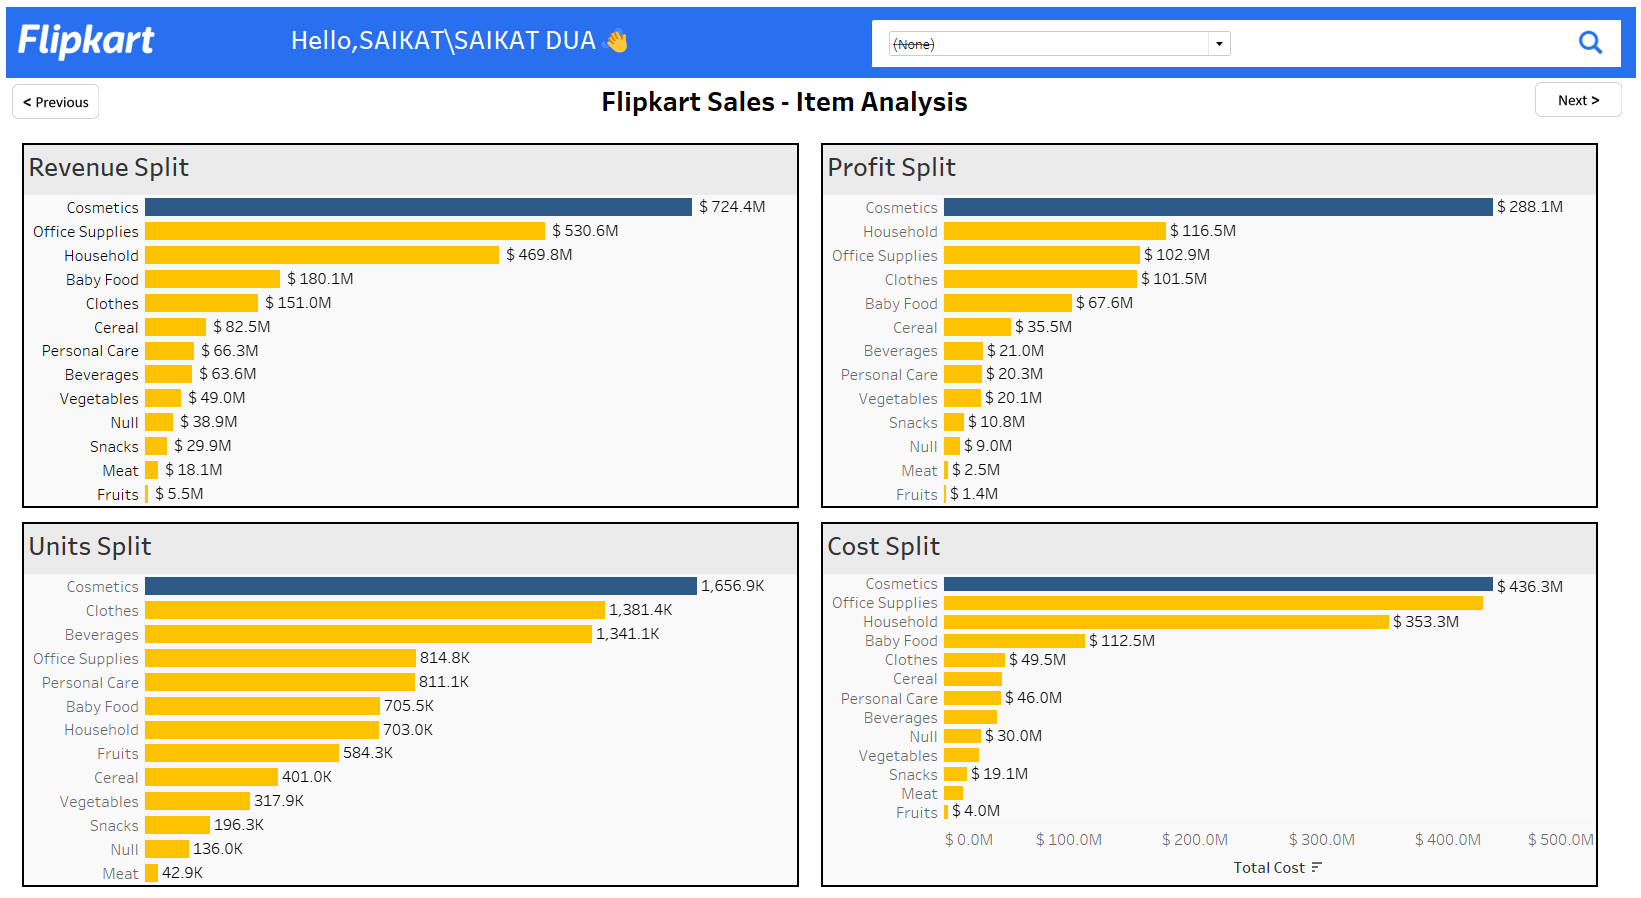 Flipkart
Hello,SAIKAT\SAIKAT DUA 👋
(None)
< Previous
Flipkart Sales - Item Analysis
Next >
Revenue Split
Cosmetics $ 724.4M
Office Supplies $ 530.6M
Household $ 469.8M
Baby Food $ 180.1M
Clothes $ 151.0M
Cereal $ 82.5M
Personal Care $ 66.3M
Beverages $ 63.6M
Vegetables $ 49.0M
Null $ 38.9M
Snacks $ 29.9M
Meat $ 18.1M
Fruits $ 5.5M
Profit Split
Cosmetics $ 288.1M
Household $ 116.5M
Office Supplies $ 102.9M
Clothes $ 101.5M
Baby Food $ 67.6M
Cereal $ 35.5M
Beverages $ 21.0M
Personal Care $ 20.3M
Vegetables $ 20.1M
Snacks $ 10.8M
Null $ 9.0M
Meat $ 2.5M
Fruits $ 1.4M
Units Split
Cosmetics 1,656.9K
Clothes 1,381.4K
Beverages 1,341.1K
Office Supplies 814.8K
Personal Care 811.1K
Baby Food 705.5K
Household 703.0K
Fruits 584.3K
Cereal 401.0K
Vegetables 317.9K
Snacks 196.3K
Null 136.0K
Meat 42.9K
Cost Split
Cosmetics $ 436.3M
Office Supplies
Household $ 353.3M
Baby Food $ 112.5M
Clothes $ 49.5M
Cereal
Personal Care $ 46.0M
Beverages
Null $ 30.0M
Vegetables
Snacks $ 19.1M
Meat
Fruits $ 4.0M
$ 0.0M $ 100.0M $ 200.0M $ 300.0M $ 400.0M $ 500.0M
Total Cost